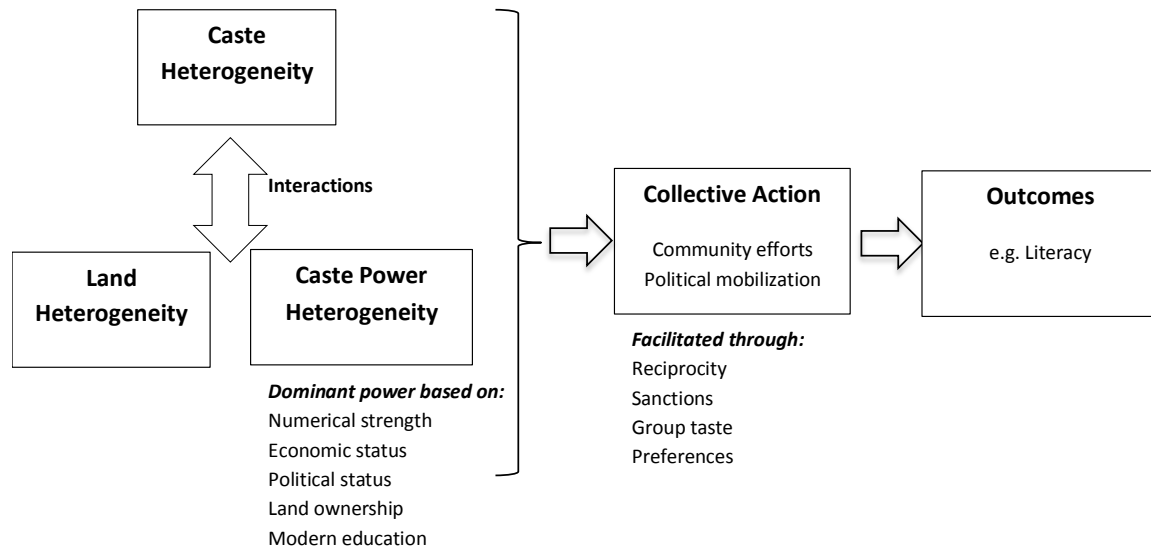 Caste
Heterogeneity
Interactions
Land
Heterogeneity
Caste Power
Heterogeneity
Dominant power based on:
Numerical strength
Economic status
Political status
Land ownership
Modern education
Collective Action
Community efforts
Political mobilization
Facilitated through:
Reciprocity
Sanctions
Group taste
Preferences
Outcomes
e.g. Literacy